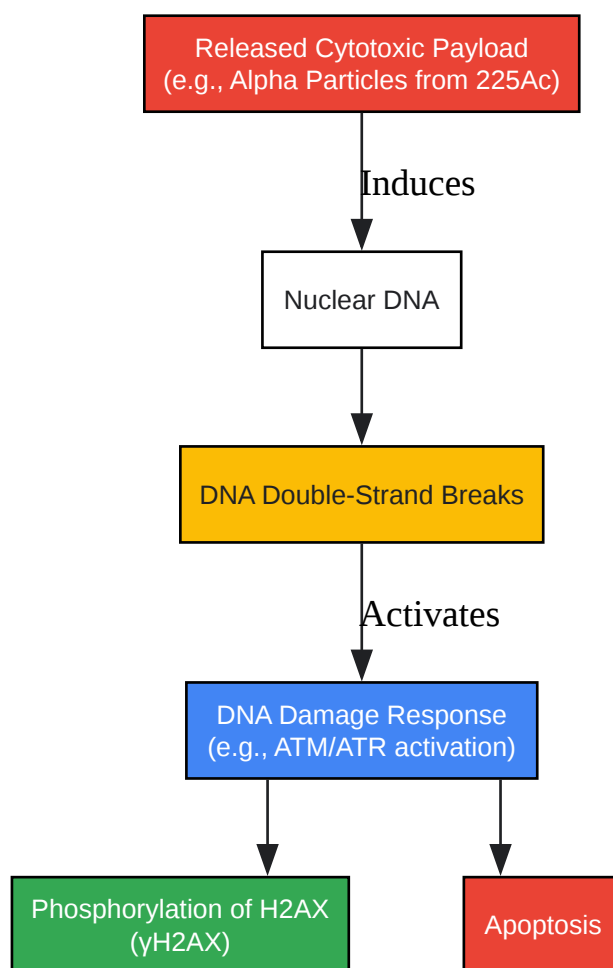 Released Cytotoxic Payload
(e.g., Alpha Particles from 225Ac)
Induces
Nuclear DNA
DNA Double-Strand Breaks
Activates
DNA Damage Response
(e.g., ATM/ATR activation)
Phosphorylation of H2AX
(γH2AX)
Apoptosis